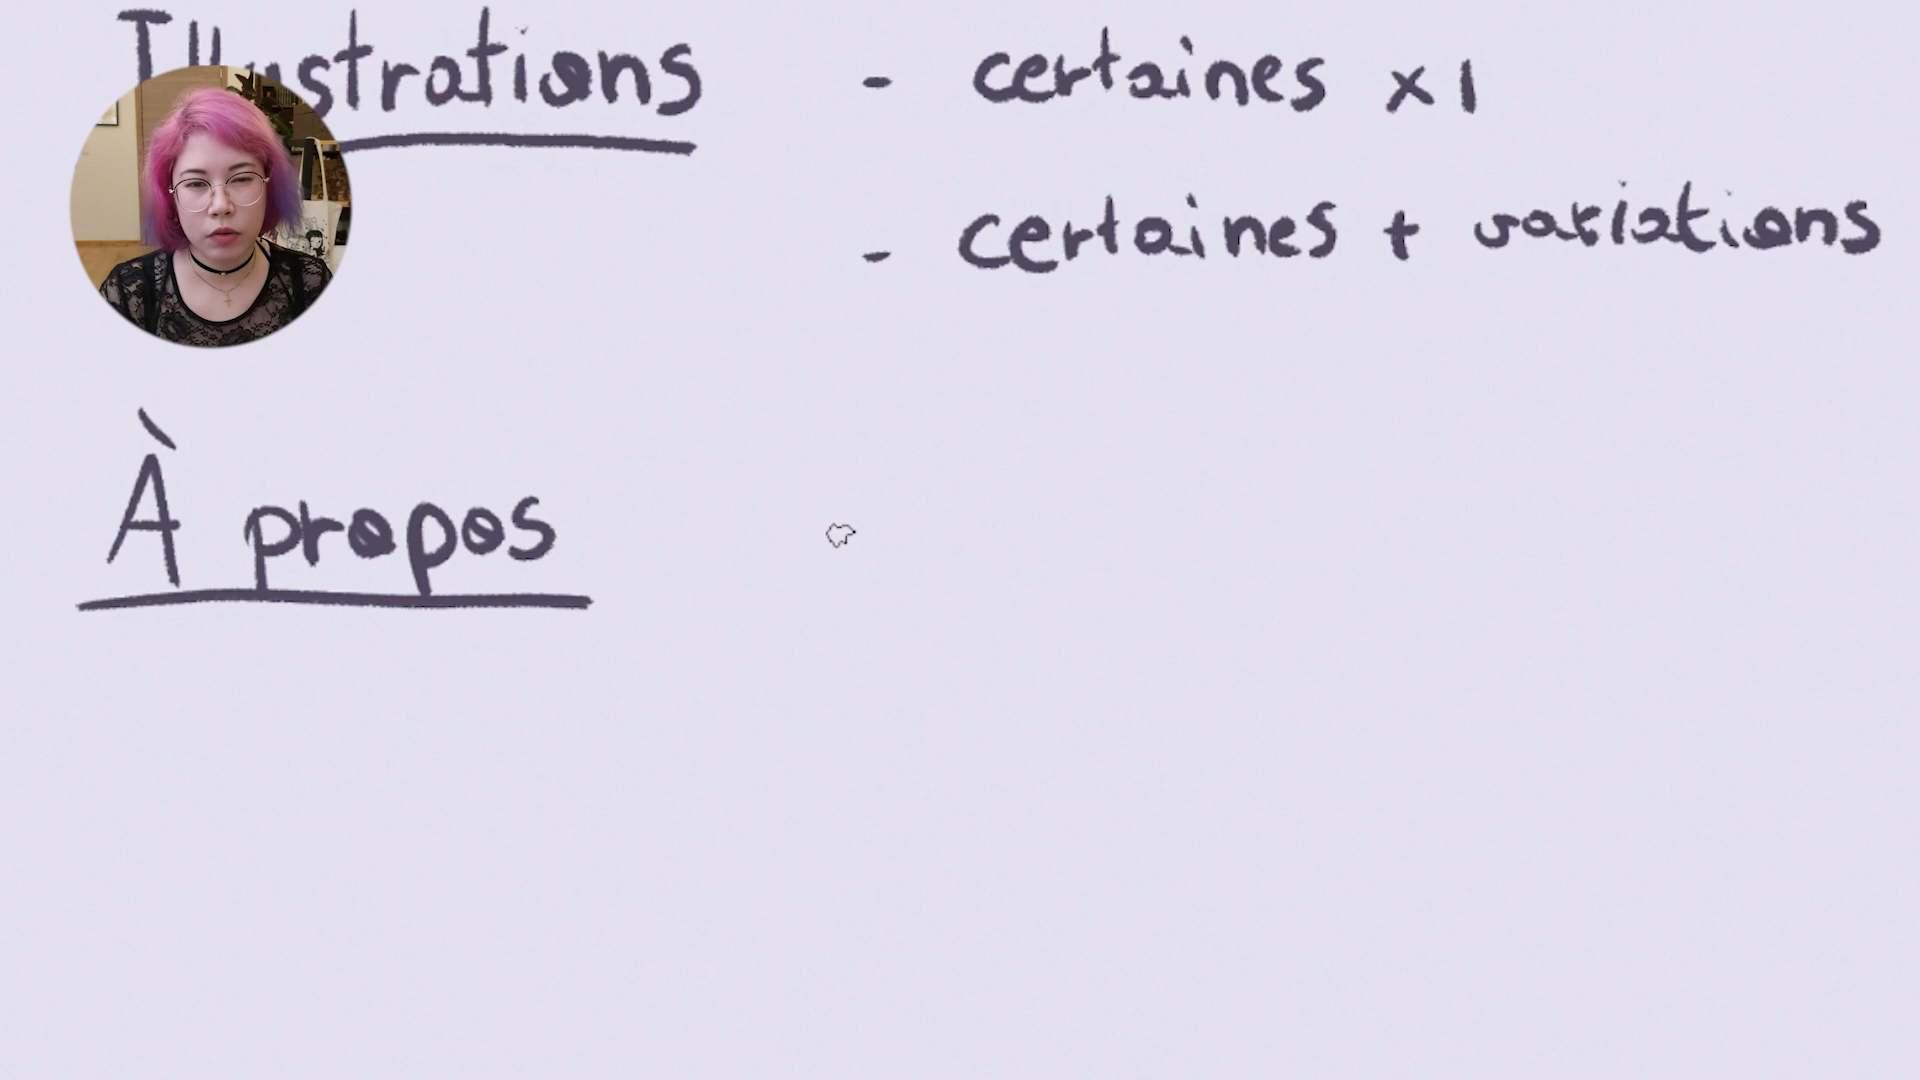 Illustrations - certaines x1
- certaines + variations
À propos